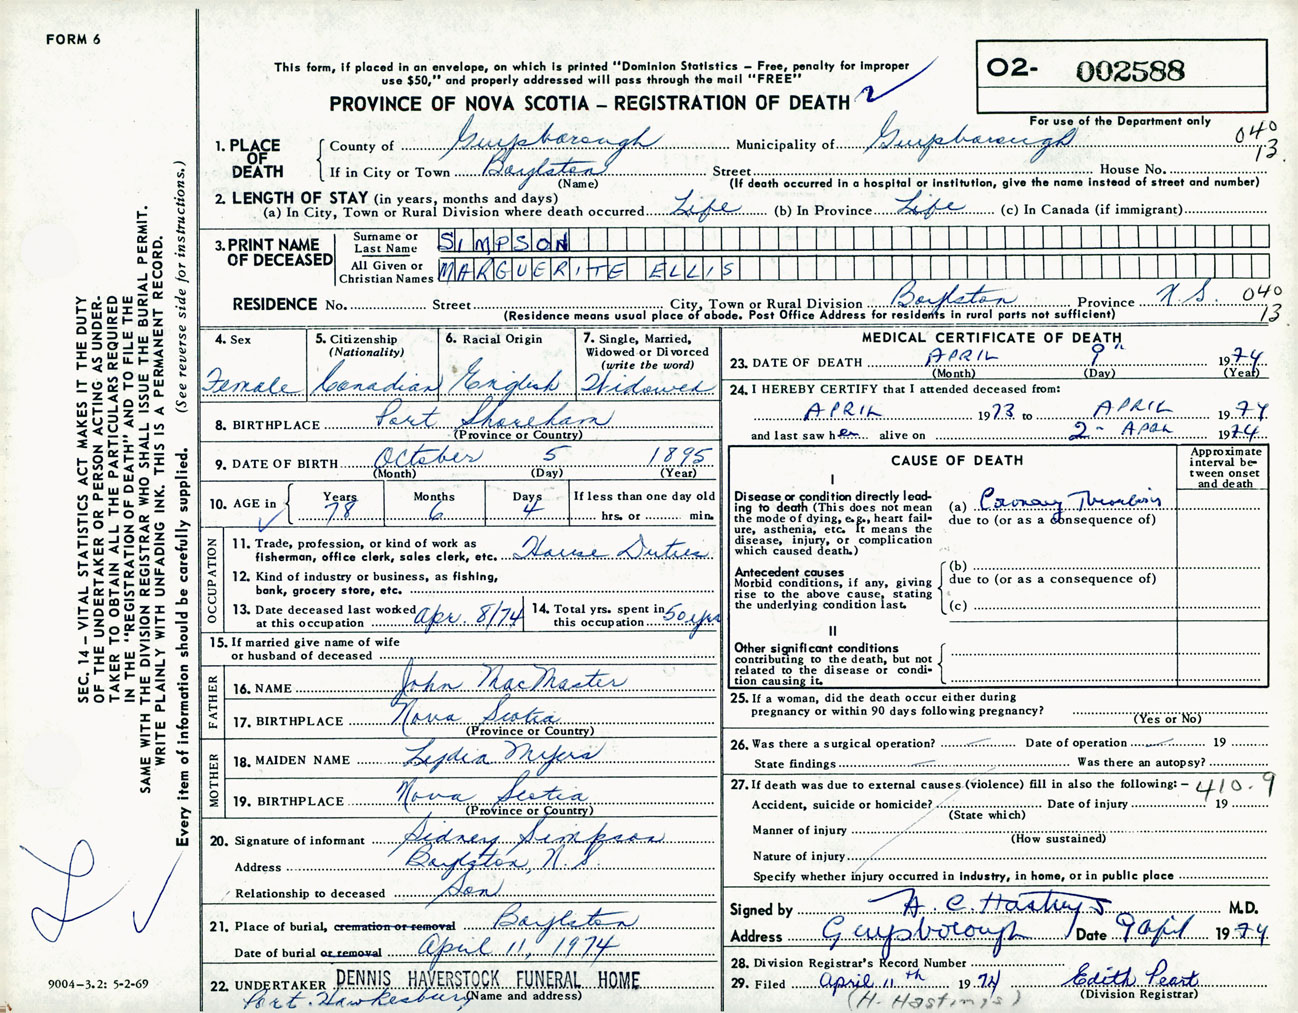 FORM 6
This form, if placed in an envelope, on which is printed "Dominion Statistics – Free, penalty for improper
use $50," and properly addressed will pass through the mail "FREE"
PROVINCE OF NOVA SCOTIA – REGISTRATION OF DEATH
O2- 002588
For use of the Department only
040
13
1. PLACE OF DEATH
County of Guysborough Municipality of Guysborough
If in City or Town Boylston Street House No.
(Name) (If death occurred in a hospital or institution, give the name instead of street and number)
2. LENGTH OF STAY (in years, months and days)
(a) In City, Town or Rural Division where death occurred Life (b) In Province Life (c) In Canada (if immigrant)
3. PRINT NAME OF DECEASED
Surname or Last Name SIMPSON
All Given or Christian Names MARGUERITE ELLIS
RESIDENCE No. Street City, Town or Rural Division Boylston Province N.S. 040
(Residence means usual place of abode. Post Office Address for residents in rural parts not sufficient) 13
4. Sex Female
5. Citizenship (Nationality) Canadian
6. Racial Origin English
7. Single, Married, Widowed or Divorced (write the word) Widowed
8. BIRTHPLACE Port Shoreham
(Province or Country)
9. DATE OF BIRTH October 5 1895
(Month) (Day) (Year)
10. AGE in Years 78 Months 6 Days 4 If less than one day old hrs. or min.
OCCUPATION
11. Trade, profession, or kind of work as
fisherman, office clerk, sales clerk, etc. House Duties
12. Kind of industry or business, as fishing,
bank, grocery store, etc.
13. Date deceased last worked
at this occupation Apr. 8/74
14. Total yrs. spent in
this occupation 50 yrs
15. If married give name of wife
or husband of deceased
FATHER
16. NAME John MacMaster
17. BIRTHPLACE Nova Scotia
(Province or Country)
MOTHER
18. MAIDEN NAME Lydia Myers
19. BIRTHPLACE Nova Scotia
(Province or Country)
20. Signature of informant Sidney Simpson
Address Boylston, N.S
Relationship to deceased Son
21. Place of burial, cremation or removal Boylston
Date of burial or removal April 11, 1974
22. UNDERTAKER DENNIS HAVERSTOCK FUNERAL HOME
Port Hawkesbury (Name and address)
MEDICAL CERTIFICATE OF DEATH
23. DATE OF DEATH APRIL 9" 1974
(Month) (Day) (Year)
24. I HEREBY CERTIFY that I attended deceased from:
APRIL 1973 to APRIL 1974
and last saw her alive on 2 - APRL 1974
CAUSE OF DEATH
Approximate interval between onset and death
I
Disease or condition directly lead-
ing to death (This does not mean
the mode of dying, e.g., heart fail-
ure, asthenia, etc. It means the
disease, injury, or complication
which caused death.)
(a) Coronary Thrombosis
due to (or as a consequence of)
Antecedent causes
Morbid conditions, if any, giving
rise to the above cause, stating
the underlying condition last.
(b)
due to (or as a consequence of)
(c)
II
Other significant conditions
contributing to the death, but not
related to the disease or condi-
tion causing it.
25. If a woman, did the death occur either during
pregnancy or within 90 days following pregnancy?
(Yes or No)
26. Was there a surgical operation? Date of operation 19
State findings Was there an autopsy?
27. If death was due to external causes (violence) fill in also the following: – 410.9
Accident, suicide or homicide? Date of injury 19
(State which)
Manner of injury
(How sustained)
Nature of injury
Specify whether injury occurred in industry, in home, or in public place
Signed by A. C. Hastings M.D.
Address Guysborough Date 9 April 1974
28. Division Registrar's Record Number
29. Filed April 11th 1974 Edith Peart
(H. Hastings) (Division Registrar)
SEC. 14 – VITAL STATISTICS ACT MAKES IT THE DUTY
OF THE UNDERTAKER OR PERSON ACTING AS UNDER-
TAKER TO OBTAIN ALL THE PARTICULARS REQUIRED
IN THE "REGISTRATION OF DEATH" AND TO FILE THE
SAME WITH THE DIVISION REGISTRAR WHO SHALL ISSUE THE BURIAL PERMIT.
WRITE PLAINLY WITH UNFADING INK. THIS IS A PERMANENT RECORD.
Every item of information should be carefully supplied. (See reverse side for instructions.)
9004-3.2: 5-2-69